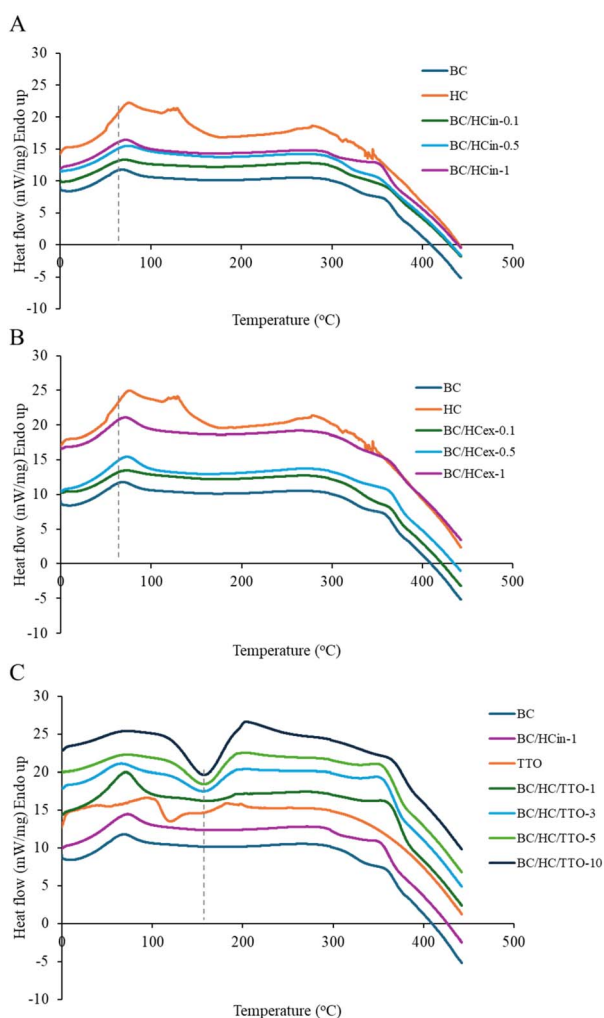 A
Heat flow (mW/mg) Endo up
30
25
20
15
10
5
0
-5
-10
0
100
200
300
400
500
Temperature (°C)
BC
HC
BC/HCin-0.1
BC/HCin-0.5
BC/HCin-1
B
Heat flow (mW/mg) Endo up
30
25
20
15
10
5
0
-5
-10
0
100
200
300
400
500
Temperature (°C)
BC
HC
BC/HCex-0.1
BC/HCex-0.5
BC/HCex-1
C
Heat flow (mW/mg) Endo up
30
25
20
15
10
5
0
-5
-10
0
100
200
300
400
500
Temperature (°C)
BC
BC/HCin-1
TTO
BC/HC/TTO-1
BC/HC/TTO-3
BC/HC/TTO-5
BC/HC/TTO-10